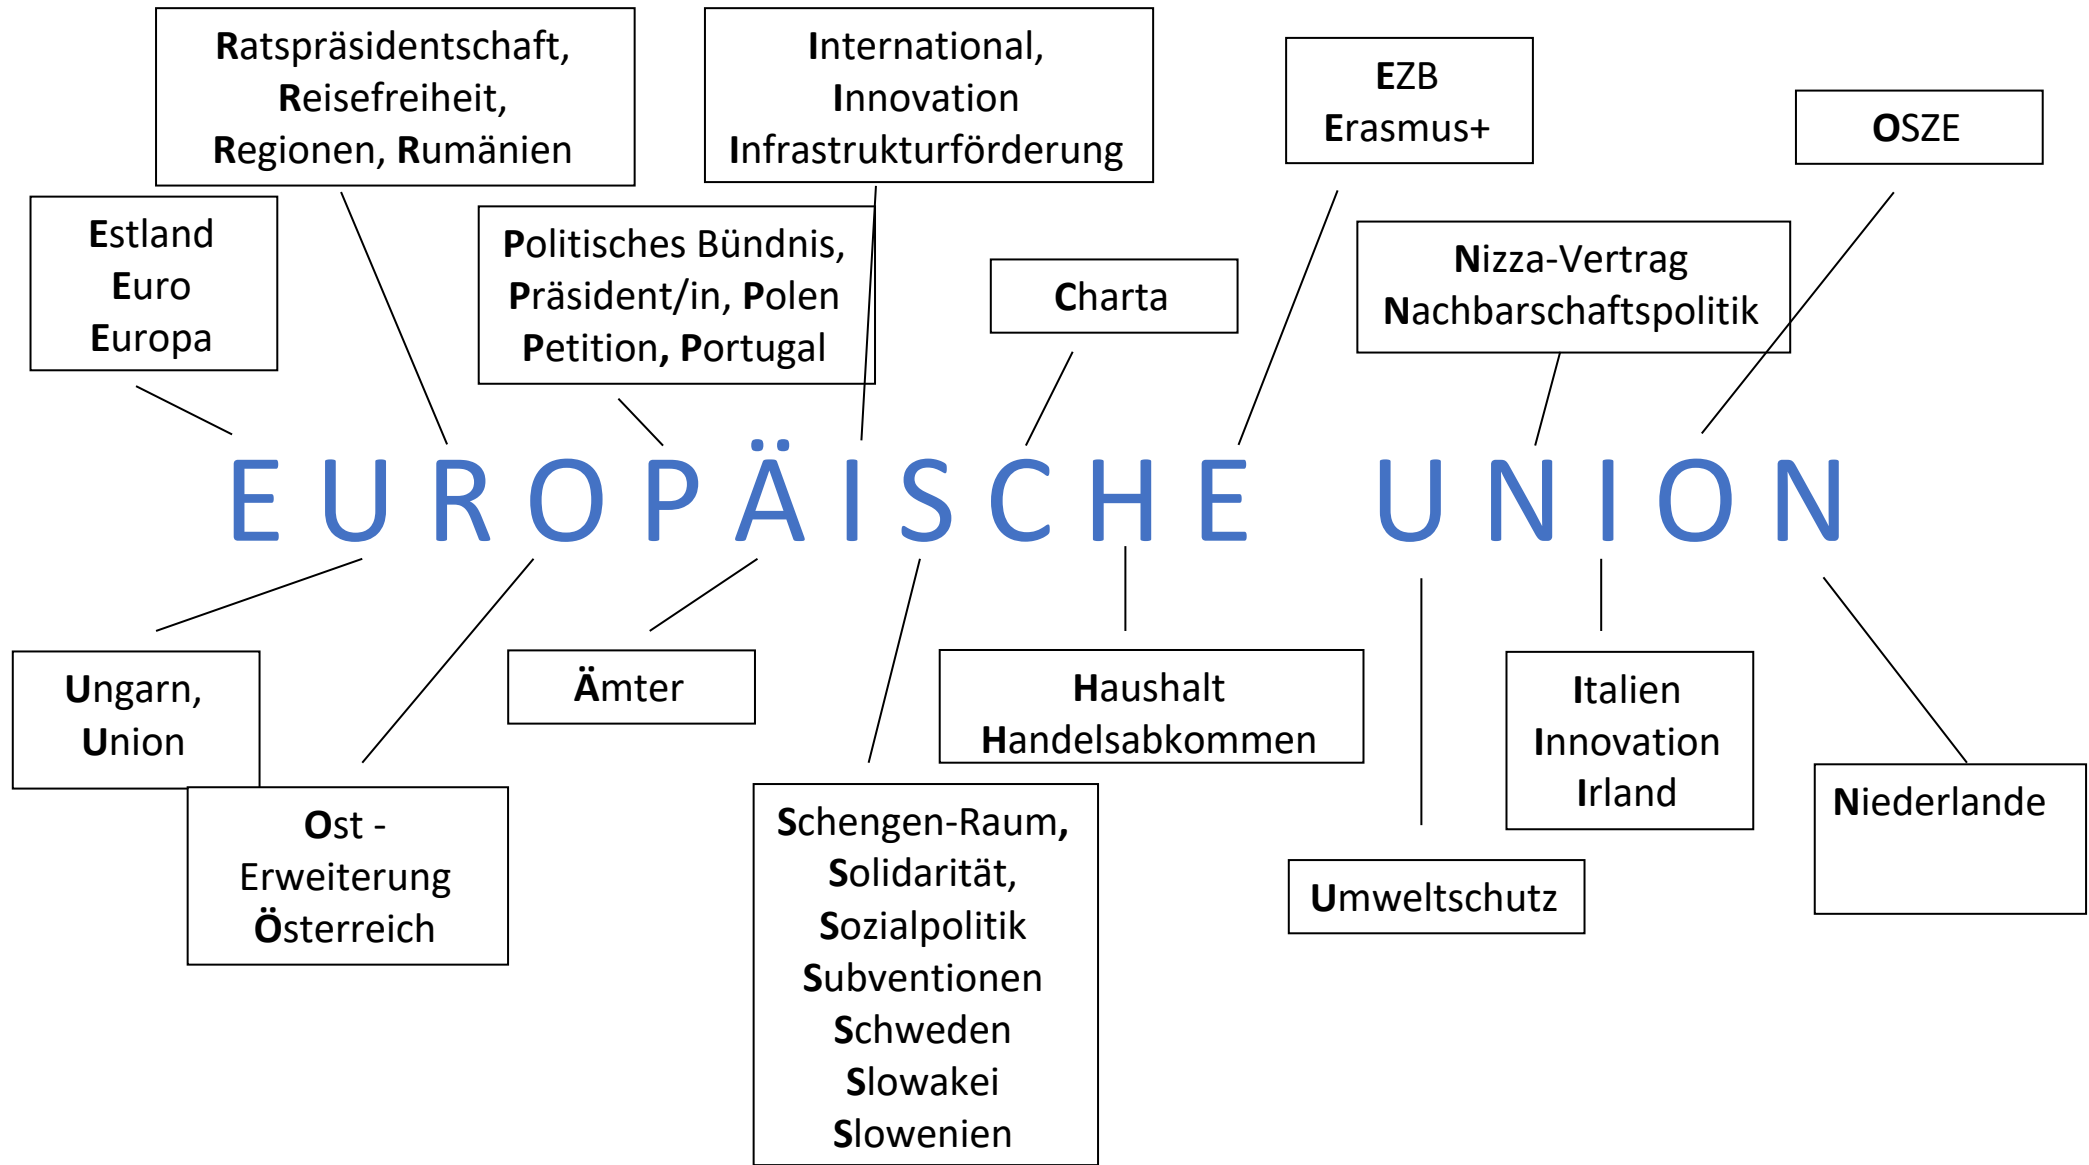 Ratspräsidentschaft,
Reisefreiheit,
Regionen, Rumänien
International,
Innovation
Infrastrukturförderung
EZB
Erasmus+
OSZE
Estland
Euro
Europa
Politisches Bündnis,
Präsident/in, Polen
Petition, Portugal
Charta
Nizza-Vertrag
Nachbarschaftspolitik
EUROPÄISCHE UNION
Ungarn,
Union
Ost -
Erweiterung
Österreich
Ämter
Schengen-Raum,
Solidarität,
Sozialpolitik
Subventionen
Schweden
Slowakei
Slowenien
Haushalt
Handelsabkommen
Umweltschutz
Italien
Innovation
Irland
Niederlande